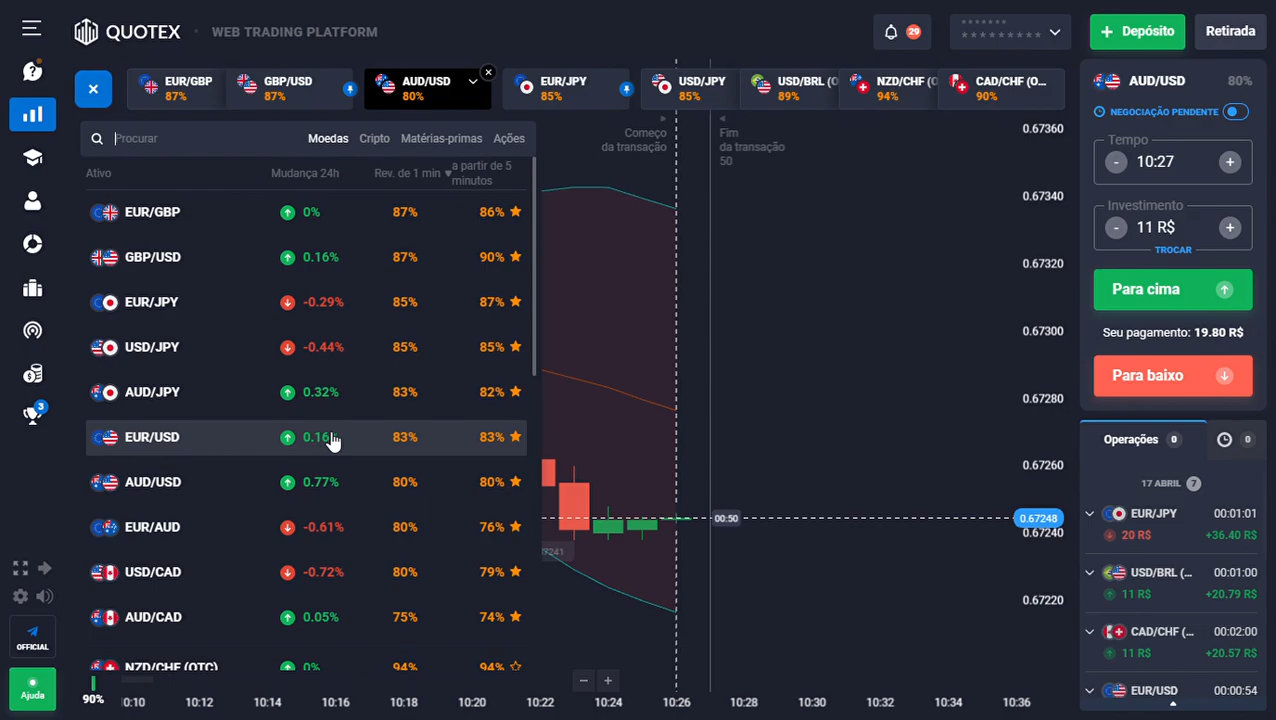 QUOTEX
WEB TRADING PLATFORM
29
*******
*********
+ Depósito
Retirada
EUR/GBP
87%
GBP/USD
87%
AUD/USD
80%
EUR/JPY
85%
USD/JPY
85%
USD/BRL (
89%
NZD/CHF (O
94%
CAD/CHF (O...
90%
Procurar
Moedas
Cripto
Matérias-primas
Ações
Ativo
Mudança 24h
Rev. de 1 min
a partir de 5
minutos
EUR/GBP 0% 87% 86%
GBP/USD 0.16% 87% 90%
EUR/JPY -0.29% 85% 87%
USD/JPY -0.44% 85% 85%
AUD/JPY 0.32% 83% 82%
EUR/USD 0.16% 83% 83%
AUD/USD 0.77% 80% 80%
EUR/AUD -0.61% 80% 76%
USD/CAD -0.72% 80% 79%
AUD/CAD 0.05% 75% 74%
NZD/CHF (OTC) 0% 94% 94%
Começo
da transação
Fim
da transação
50
0.67360
0.67340
0.67320
0.67300
0.67280
0.67260
0.67248
0.67240
0.67220
00:50
7241
90%
0:10
10:12
10:14
10:16
10:18
10:20
10:22
10:24
10:26
10:28
10:30
10:32
10:34
10:36
AUD/USD
80%
NEGOCIAÇÃO PENDENTE
Tempo
- 10:27 +
Investimento
- 11 R$ +
TROCAR
Para cima
Seu pagamento: 19.80 R$
Para baixo
Operações 0
0
17 ABRIL 7
EUR/JPY 00:01:01
20 R$ +36.40 R$
USD/BRL (... 00:01:00
11 R$ +20.79 R$
CAD/CHF (... 00:02:00
11 R$ +20.57 R$
EUR/USD 00:00:54
3
OFFICIAL
Ajuda